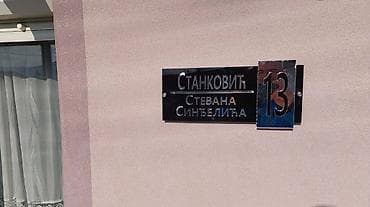 Станковић
Стевана
Синђелића
13